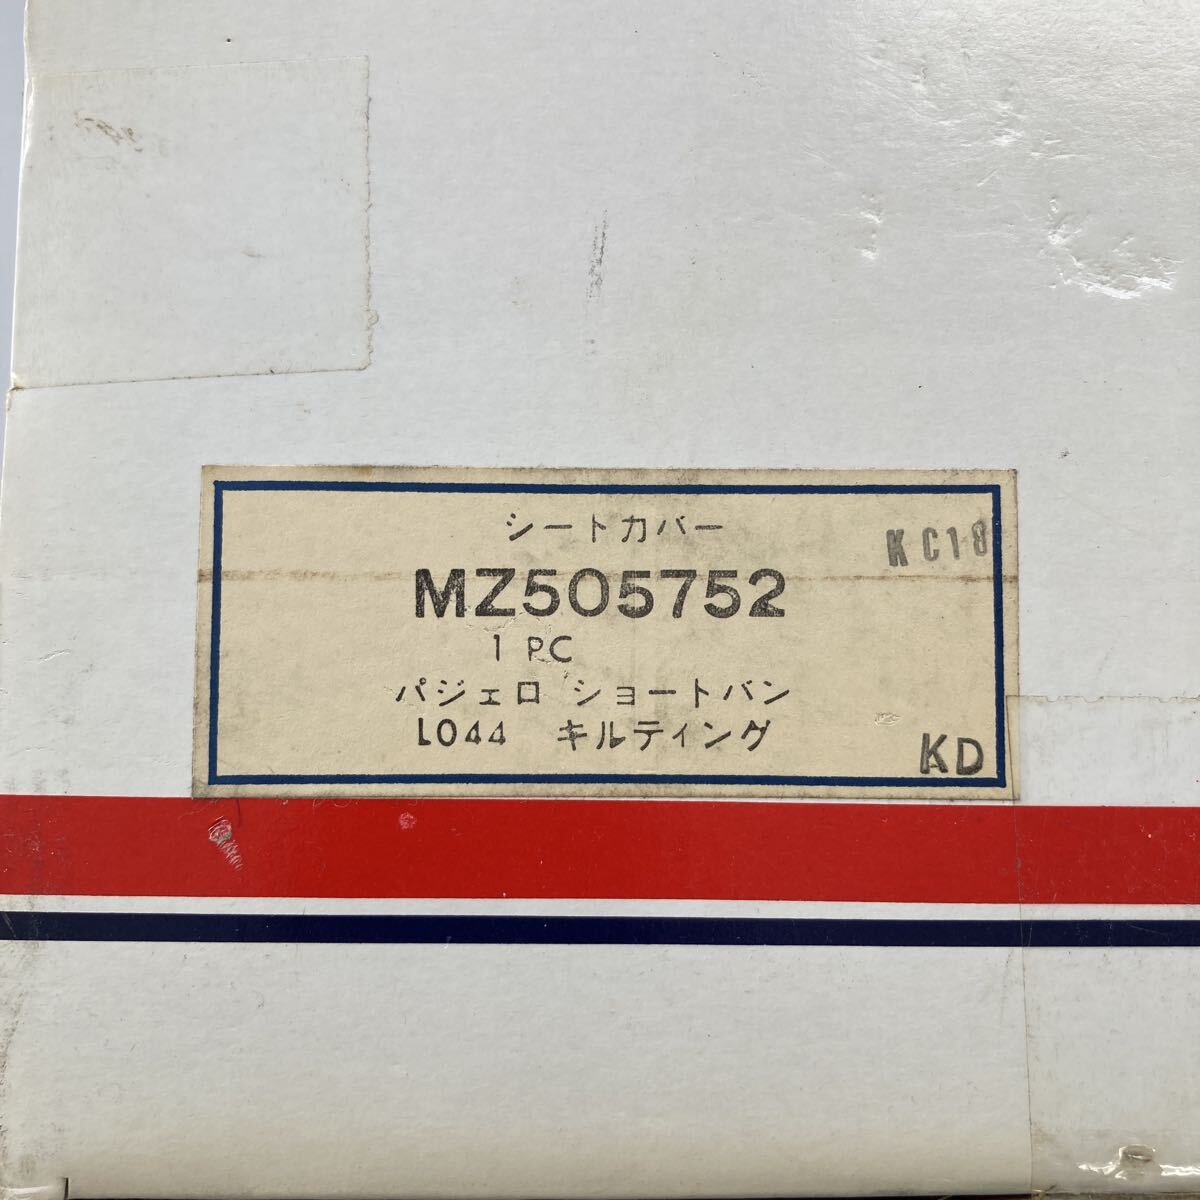 シートカバー
KC18
MZ505752
1 PC
パジェロ ショートバン
L044 キルティング
KD